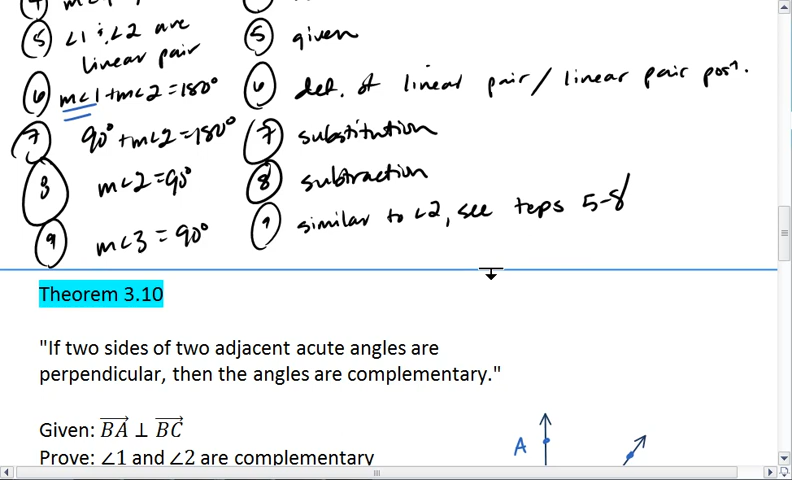 ⑤ ∠1 & ∠2 are linear pair ⑤ given
⑥ m∠1 + m∠2 = 180° ⑥ def. of linear pair / linear pair post.
⑦ 90° + m∠2 = 180° ⑦ substitution
⑧ m∠2 = 90° ⑧ subtraction
⑨ m∠3 = 90° ⑨ similar to ∠2, see teps 5-8
Theorem 3.10
"If two sides of two adjacent acute angles are
perpendicular, then the angles are complementary."
Given: BA ⊥ BC
Prove: ∠1 and ∠2 are complementary
A